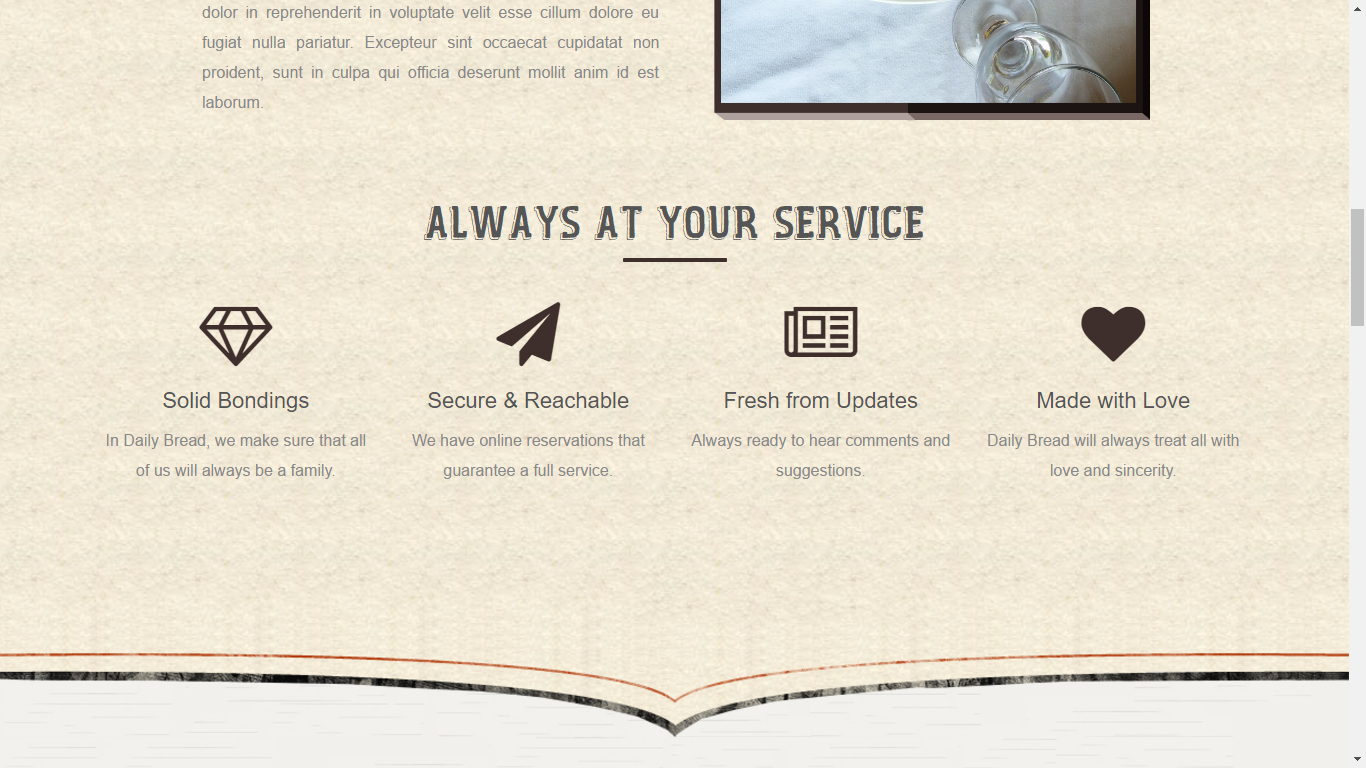 dolor in reprehenderit in voluptate velit esse cillum dolore eu
fugiat nulla pariatur. Excepteur sint occaecat cupidatat non
proident, sunt in culpa qui officia deserunt mollit anim id est
laborum.
ALWAYS AT YOUR SERVICE
Solid Bondings
In Daily Bread, we make sure that all
of us will always be a family.
Secure & Reachable
We have online reservations that
guarantee a full service.
Fresh from Updates
Always ready to hear comments and
suggestions.
Made with Love
Daily Bread will always treat all with
love and sincerity.